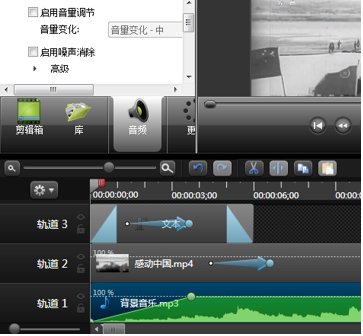 启用音量调节
音量变化: 音量变化 - 中
启用噪声消除
高级
剪辑箱 库 音频 更
00:00:00;00 00:00:03;00 00:00:06;00
轨道 3 文本
轨道 2 100 % 感动中国.mp4
轨道 1 100 % 背景音乐.mp3